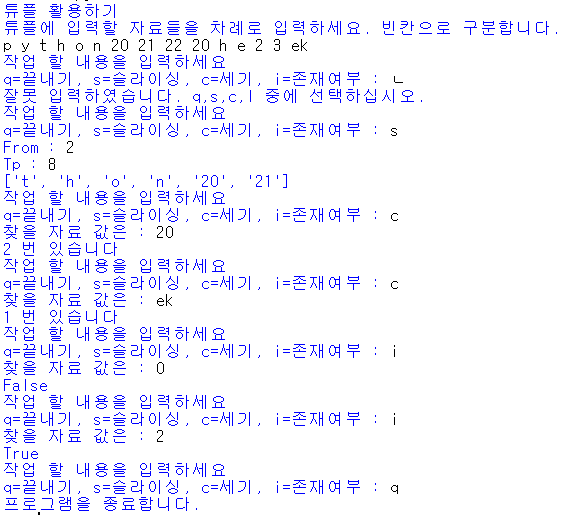 튜플 활용하기
튜플에 입력할 자료들을 차례로 입력하세요. 빈칸으로 구분합니다.
p y t h o n 20 21 22 20 h e 2 3 ek
작업 할 내용을 입력하세요
q=끝내기, s=슬라이싱, c=세기, i=존재여부 : ㄴ
잘못 입력하였습니다. q,s,c,I 중에 선택하십시오.
작업 할 내용을 입력하세요
q=끝내기, s=슬라이싱, c=세기, i=존재여부 : s
From : 2
Tp : 8
['t', 'h', 'o', 'n', '20', '21']
작업 할 내용을 입력하세요
q=끝내기, s=슬라이싱, c=세기, i=존재여부 : c
찾을 자료 값은 : 20
2 번 있습니다
작업 할 내용을 입력하세요
q=끝내기, s=슬라이싱, c=세기, i=존재여부 : c
찾을 자료 값은 : ek
1 번 있습니다
작업 할 내용을 입력하세요
q=끝내기, s=슬라이싱, c=세기, i=존재여부 : i
찾을 자료 값은 : 0
False
작업 할 내용을 입력하세요
q=끝내기, s=슬라이싱, c=세기, i=존재여부 : i
찾을 자료 값은 : 2
True
작업 할 내용을 입력하세요
q=끝내기, s=슬라이싱, c=세기, i=존재여부 : q
프로그램을 종료합니다.